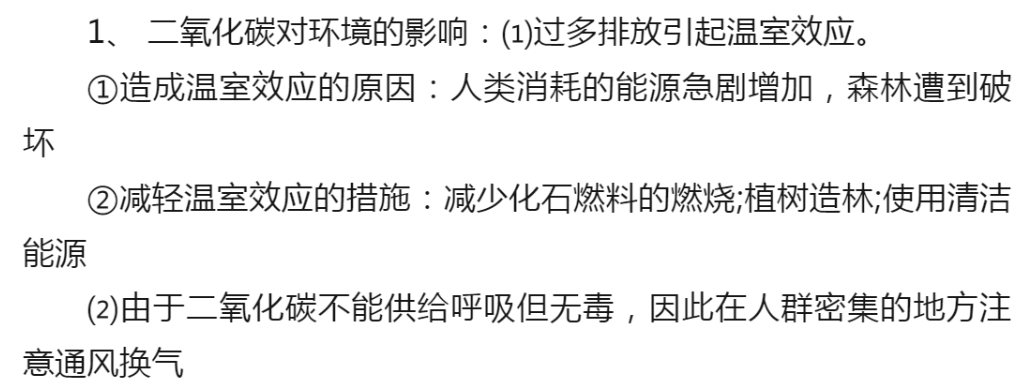 1、 二氧化碳对环境的影响：⑴过多排放引起温室效应。
①造成温室效应的原因：人类消耗的能源急剧增加，森林遭到破
坏
②减轻温室效应的措施：减少化石燃料的燃烧;植树造林;使用清洁
能源
⑵由于二氧化碳不能供给呼吸但无毒，因此在人群密集的地方注
意通风换气